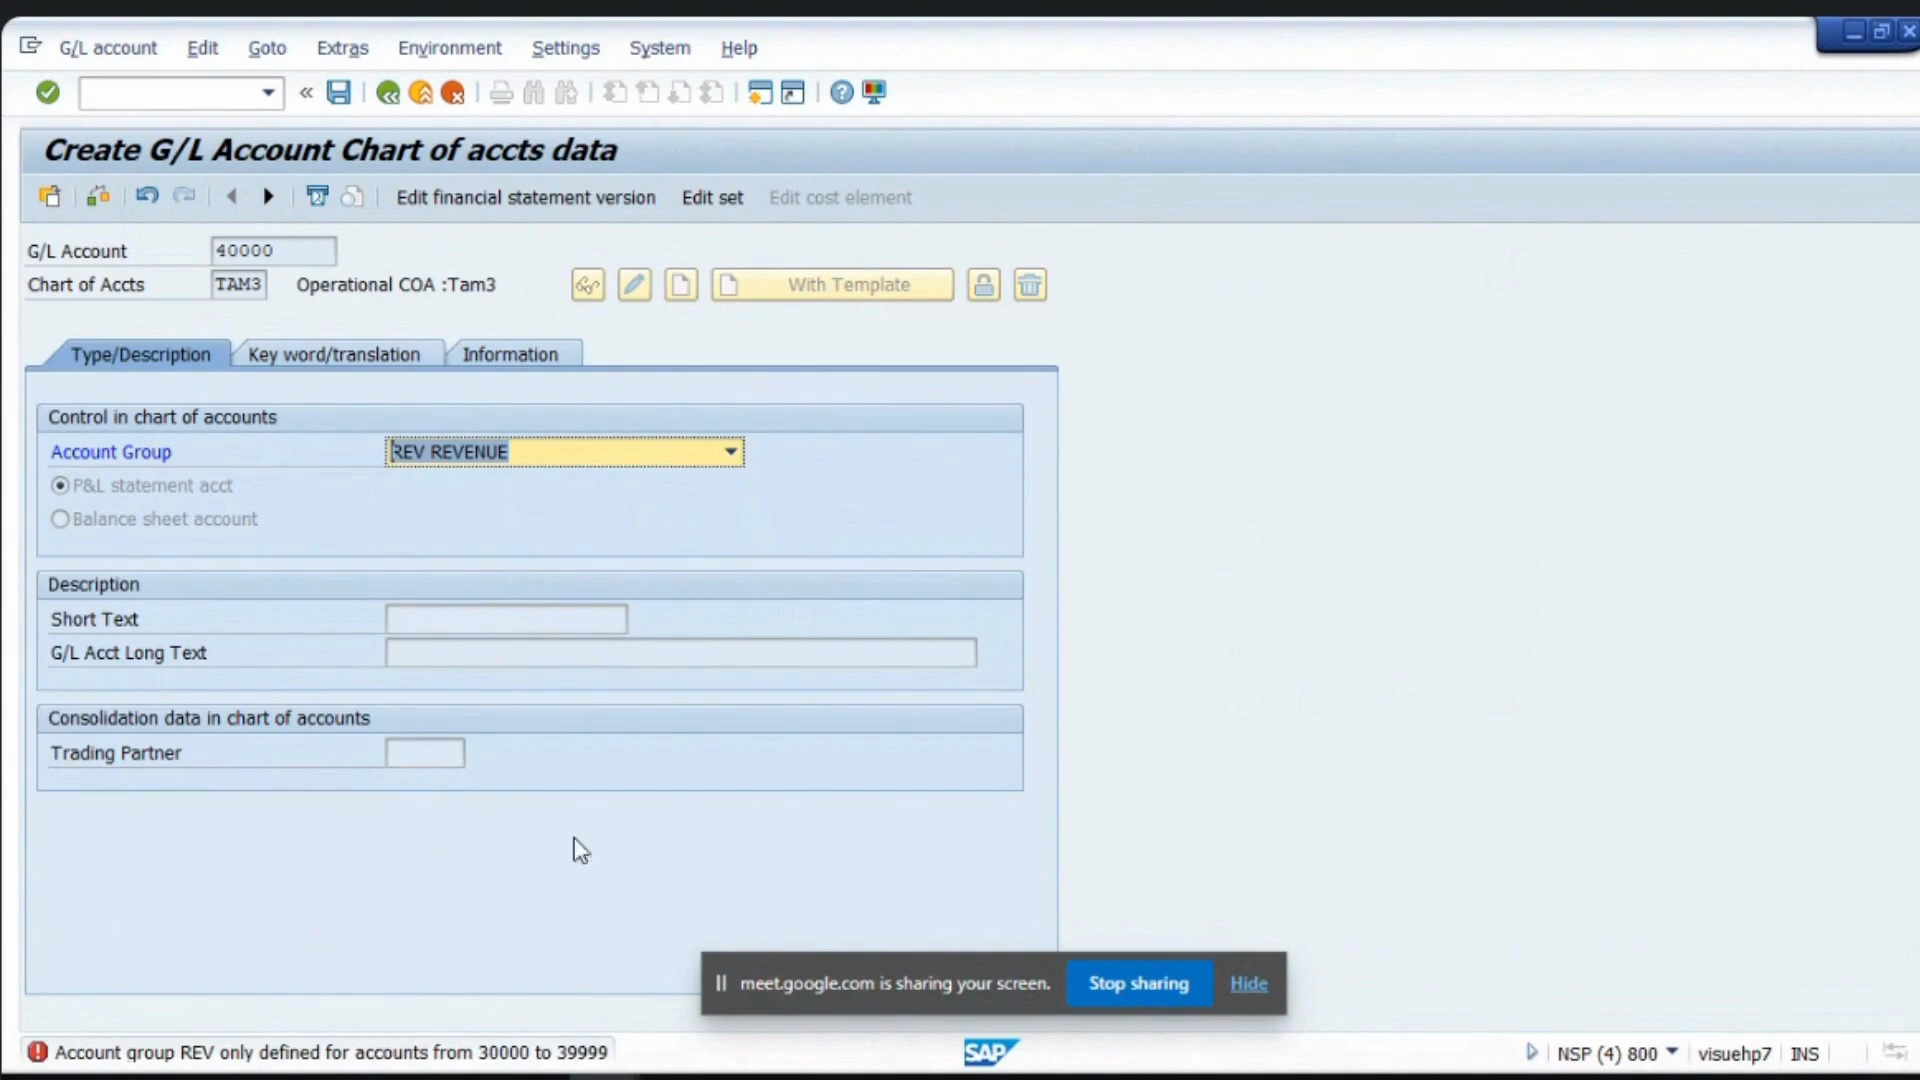 G/L account Edit Goto Extras Environment Settings System Help
Create G/L Account Chart of accts data
Edit financial statement version Edit set Edit cost element
G/L Account 40000
Chart of Accts TAM3 Operational COA :Tam3 With Template
Type/Description Key word/translation Information
Control in chart of accounts
Account Group REV REVENUE
P&L statement acct
Balance sheet account
Description
Short Text
G/L Acct Long Text
Consolidation data in chart of accounts
Trading Partner
meet.google.com is sharing your screen. Stop sharing Hide
Account group REV only defined for accounts from 30000 to 39999 SAP NSP (4) 800 visuehp7 INS